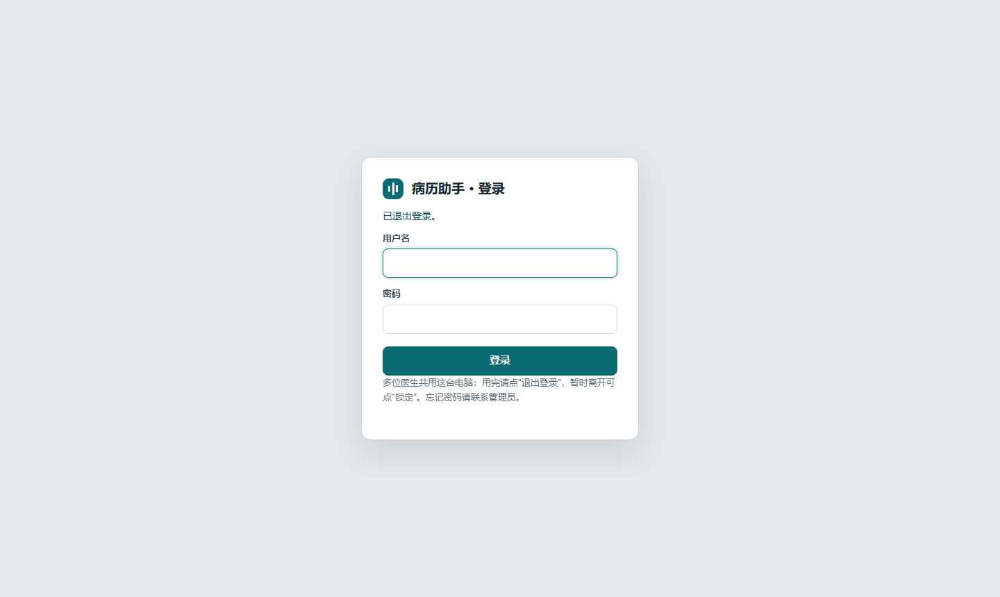 病历助手 · 登录
已退出登录。
用户名
密码
登录
多位医生共用这台电脑：用完请点“退出登录”，暂时离开可
点“锁定”。忘记密码请联系管理员。